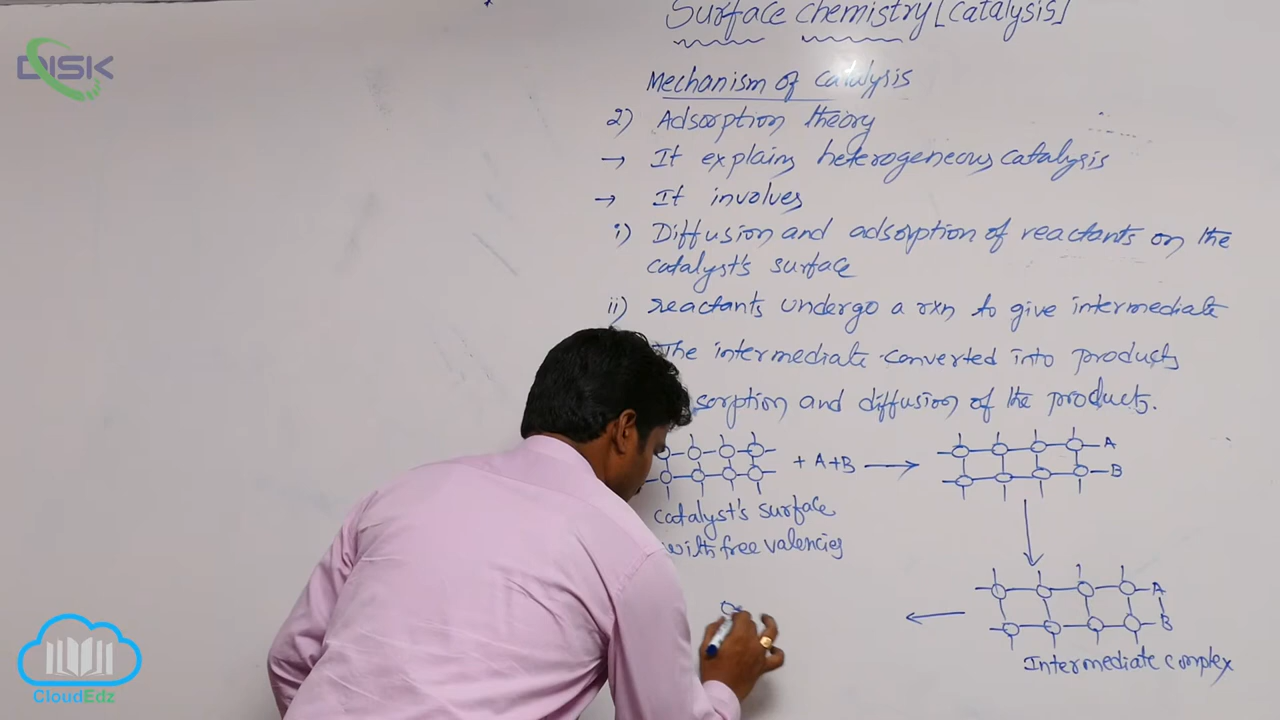 DISK
Surface chemistry [catalysis]
Mechanism of catalysis
2) Adsorption theory
→ It explains heterogeneous catalysis
→ It involves
i) Diffusion and adsorption of reactants on the
catalyst's surface
ii) reactants undergo a rxn to give intermediate
The intermediate converted into products
sorption and diffusion of the products.
+ A+B → A
B
catalyst's surface
with free valencies
A
B
Intermediate complex
CloudEdz